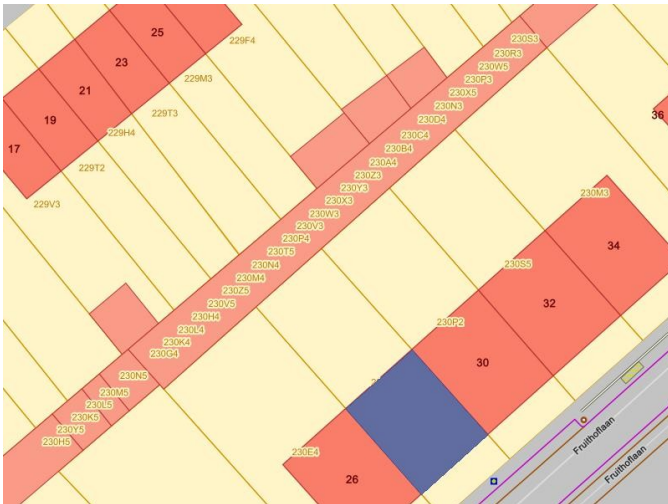 25
229F4
23
229M3
21
229T3
19
229H4
17
229T2
229V3
230S3
230R3
230W5
230P3
230X5
230N3
230D4
230C4
230B4
230A4
230Z3
230Y3
230X3
230W3
230V3
230P4
230T5
230N4
230M4
230Z5
230V5
230H4
230L4
230K4
230G4
230N5
230M5
230L5
230K5
230Y5
230H5
36
230M3
34
230S5
32
230P2
30
230E4
26
Fruithoflaan
Fruithoflaan